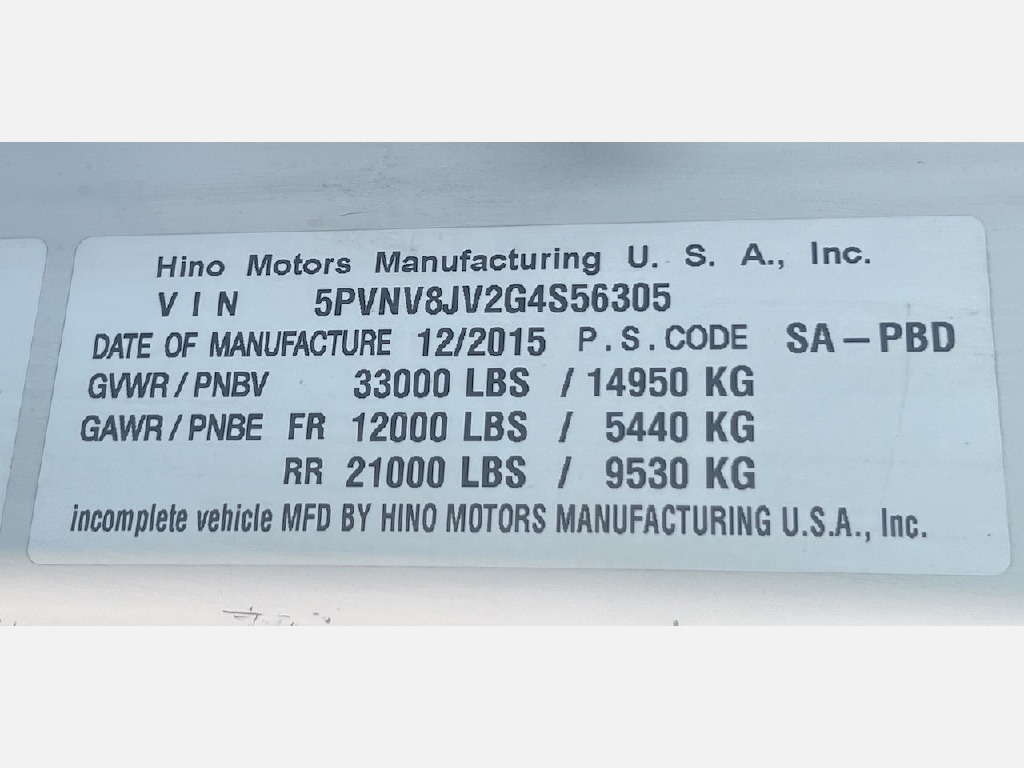 Hino Motors Manufacturing U. S. A., Inc.
VIN 5PVNV8JV2G4S56305
DATE OF MANUFACTURE 12/2015 P.S.CODE SA-PBD
GVWR/PNBV 33000 LBS / 14950 KG
GAWR/PNBE FR 12000 LBS / 5440 KG
RR 21000 LBS / 9530 KG
incomplete vehicle MFD BY HINO MOTORS MANUFACTURING U.S.A., Inc.